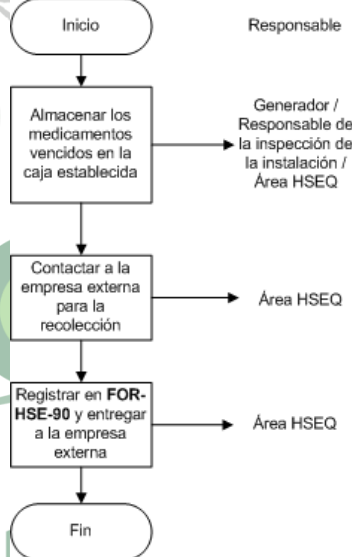 Inicio
Responsable
Almacenar los
medicamentos
vencidos en la
caja establecida
Generador /
Responsable de
la inspección de
la instalación /
Área HSEQ
Contactar a la
empresa externa
para la
recolección
Área HSEQ
Registrar en FOR-
HSE-90 y entregar
a la empresa
externa
Área HSEQ
Fin